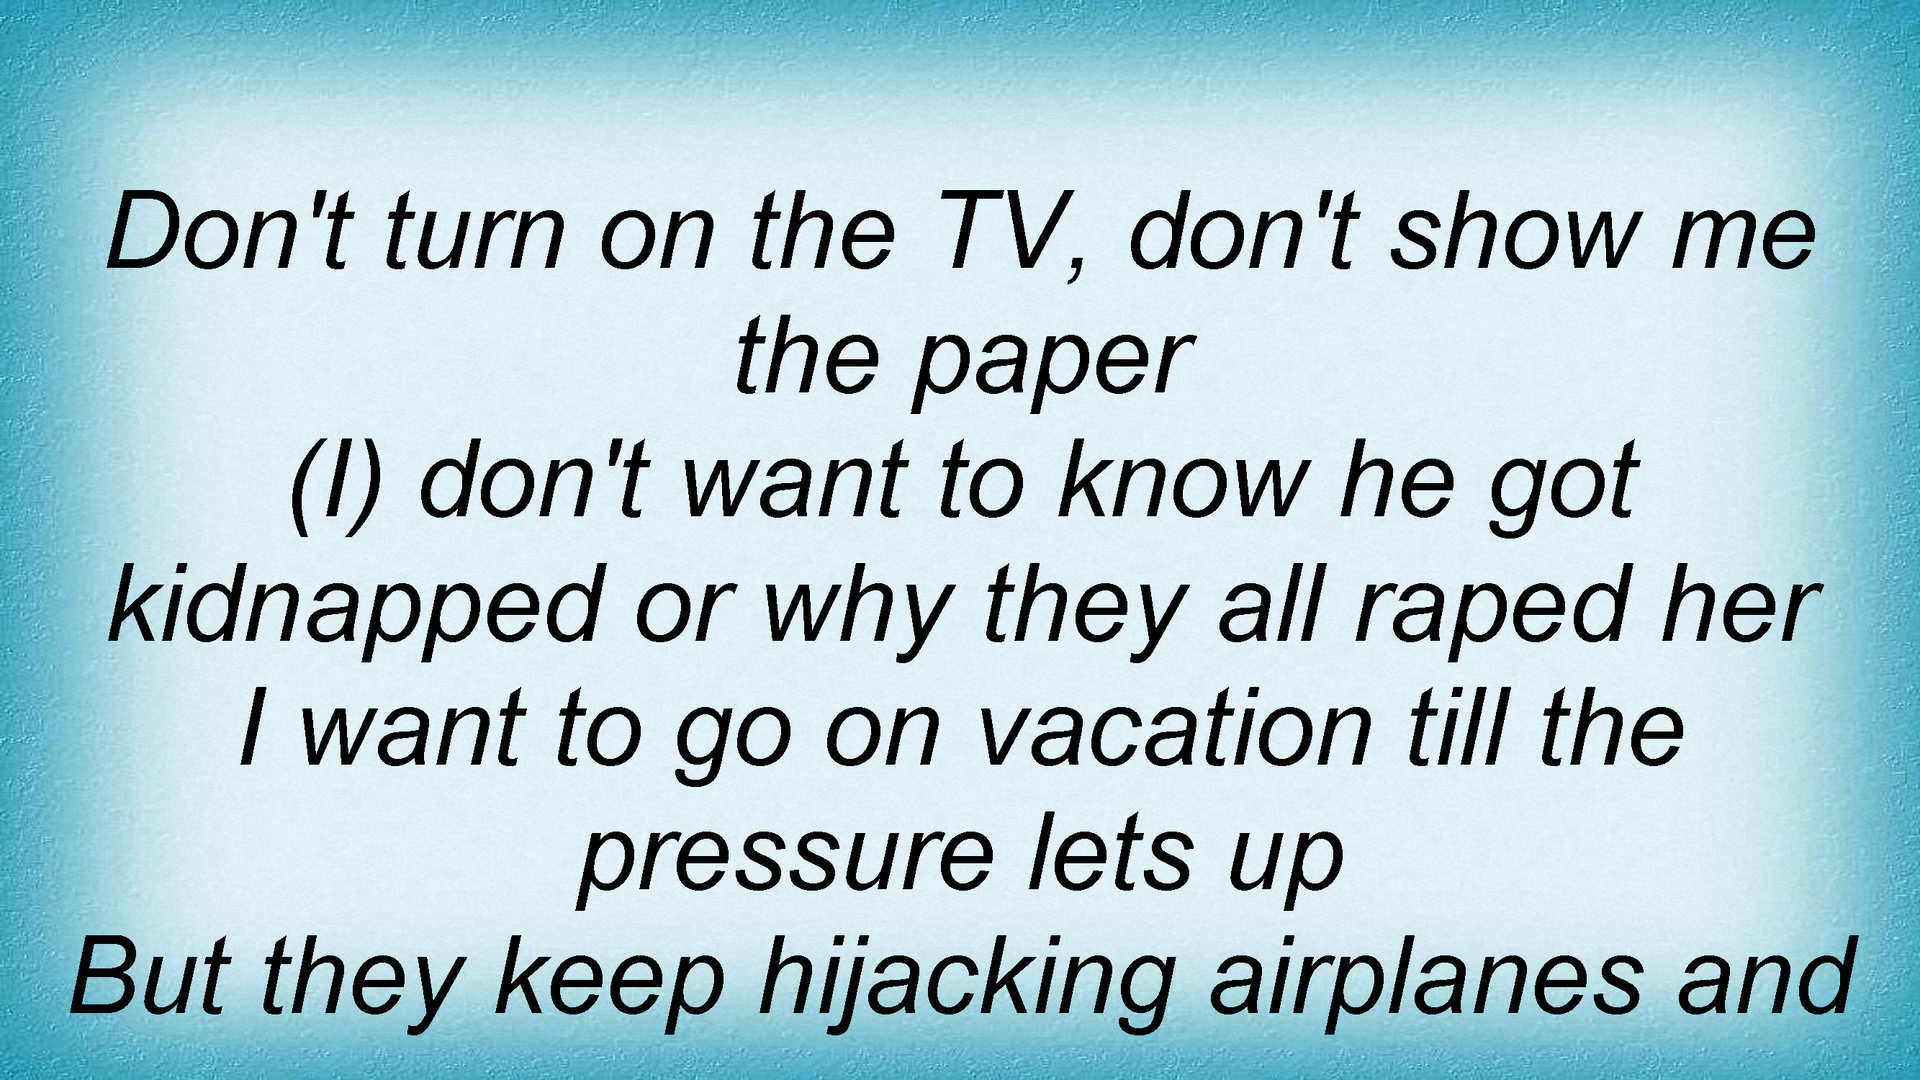 Don't turn on the TV, don't show me
the paper
(I) don't want to know he got
kidnapped or why they all raped her
I want to go on vacation till the
pressure lets up
But they keep hijacking airplanes and